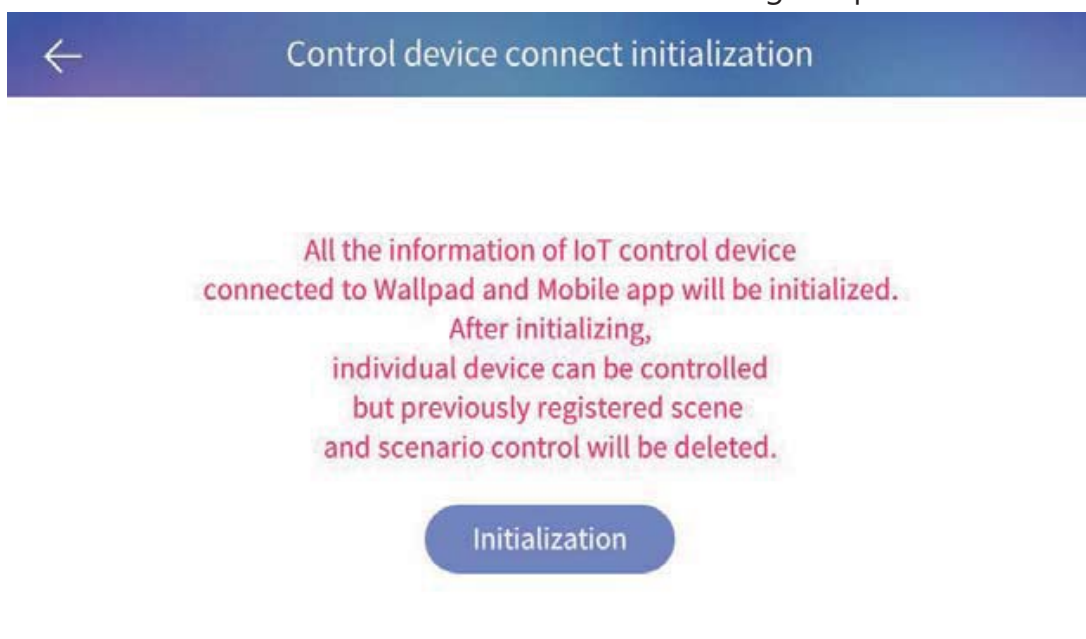 Control device connect initialization
All the information of IoT control device
connected to Wallpad and Mobile app will be initialized.
After initializing,
individual device can be controlled
but previously registered scene
and scenario control will be deleted.
Initialization